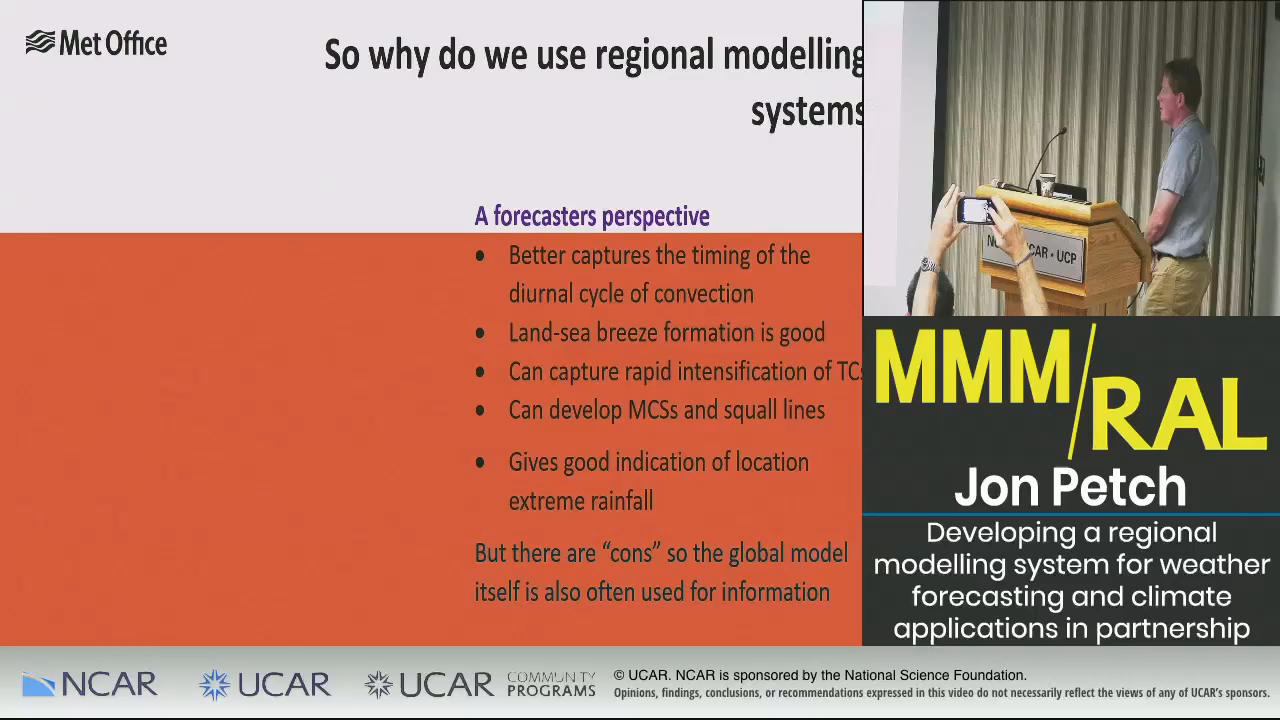 Met Office
So why do we use regional modelling
systems
A forecasters perspective
• Better captures the timing of the
diurnal cycle of convection
• Land-sea breeze formation is good
• Can capture rapid intensification of TCs
• Can develop MCSs and squall lines
• Gives good indication of location
extreme rainfall
But there are “cons” so the global model
itself is also often used for information
CAR • UCP
MMM/
RAL
Jon Petch
Developing a regional
modelling system for weather
forecasting and climate
applications in partnership
NCAR
UCAR
UCAR
COMMUNITY
PROGRAMS
© UCAR. NCAR is sponsored by the National Science Foundation.
Opinions, findings, conclusions, or recommendations expressed in this video do not necessarily reflect the views of any of UCAR's sponsors.